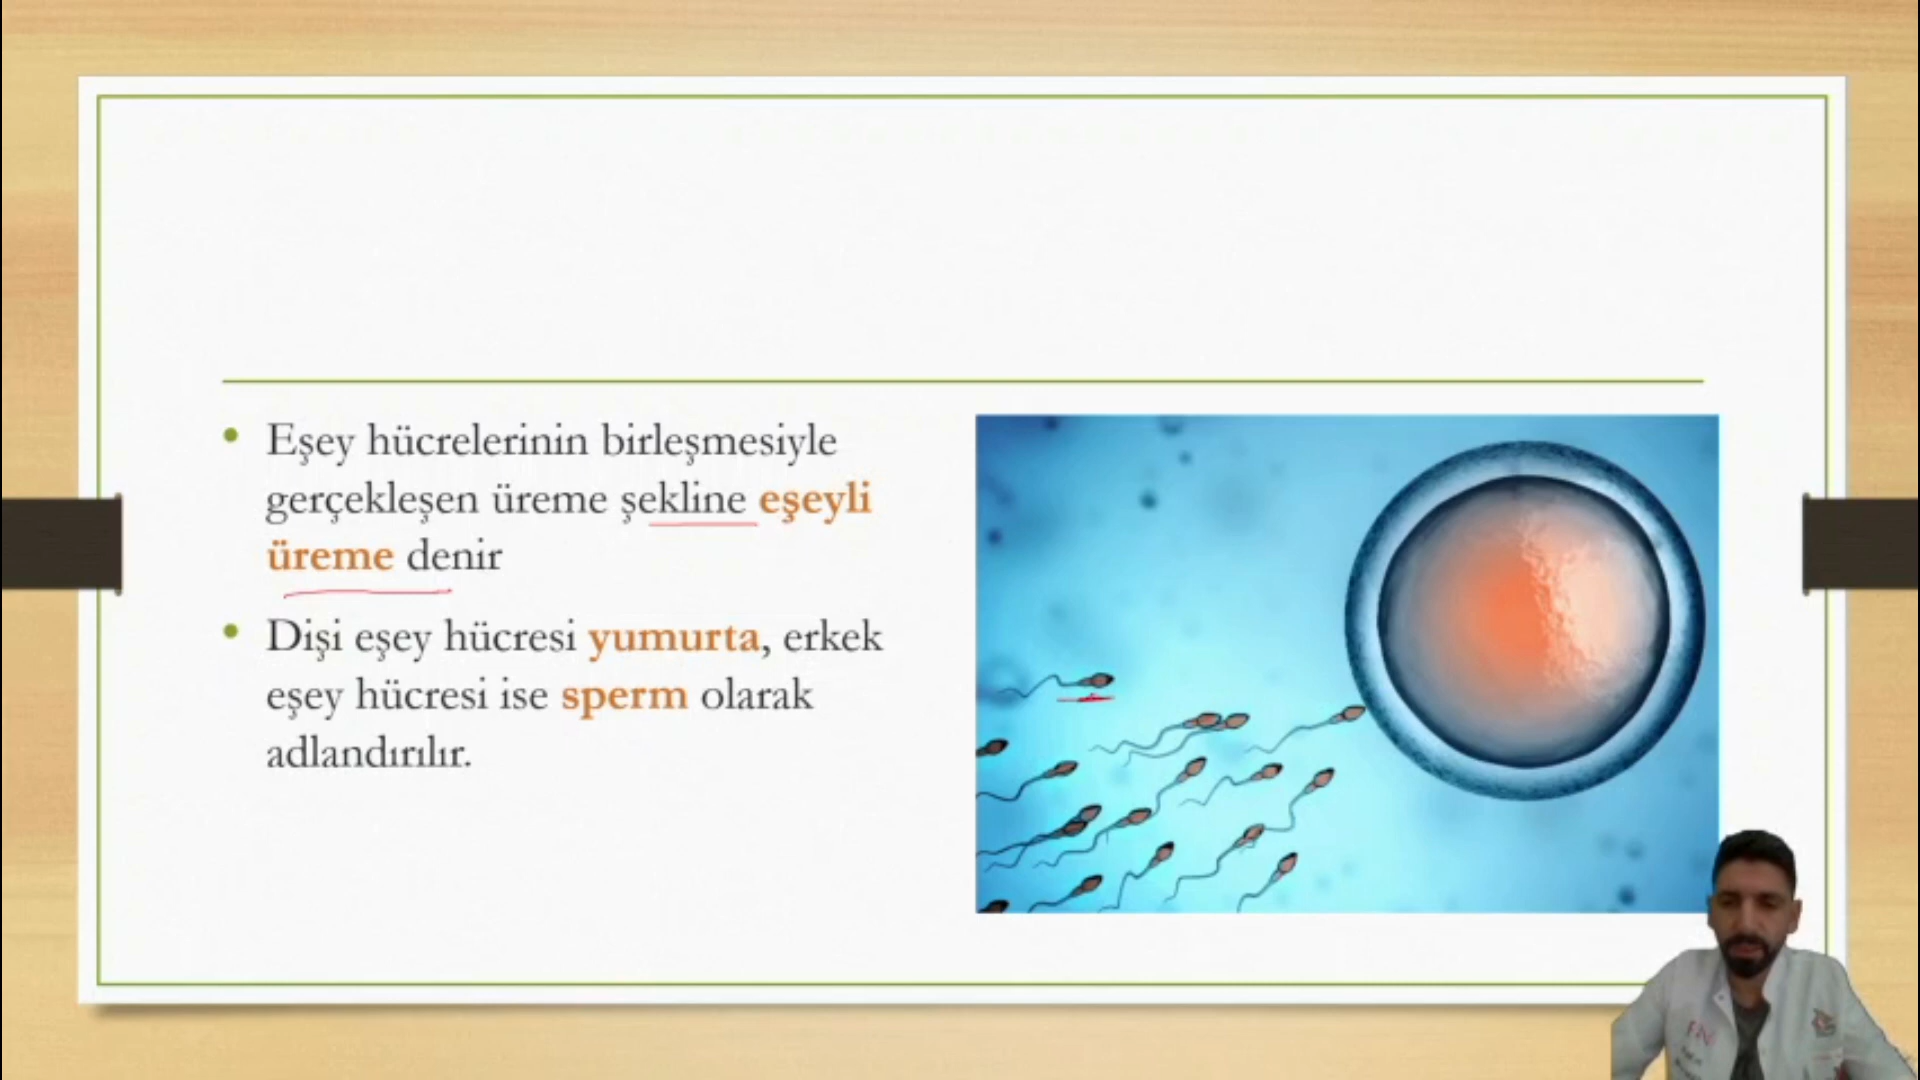 Eşey hücrelerinin birleşmesiyle
gerçekleşen üreme şekline eşeyli
üreme denir
Dişi eşey hücresi yumurta, erkek
eşey hücresi ise sperm olarak
adlandırılır.